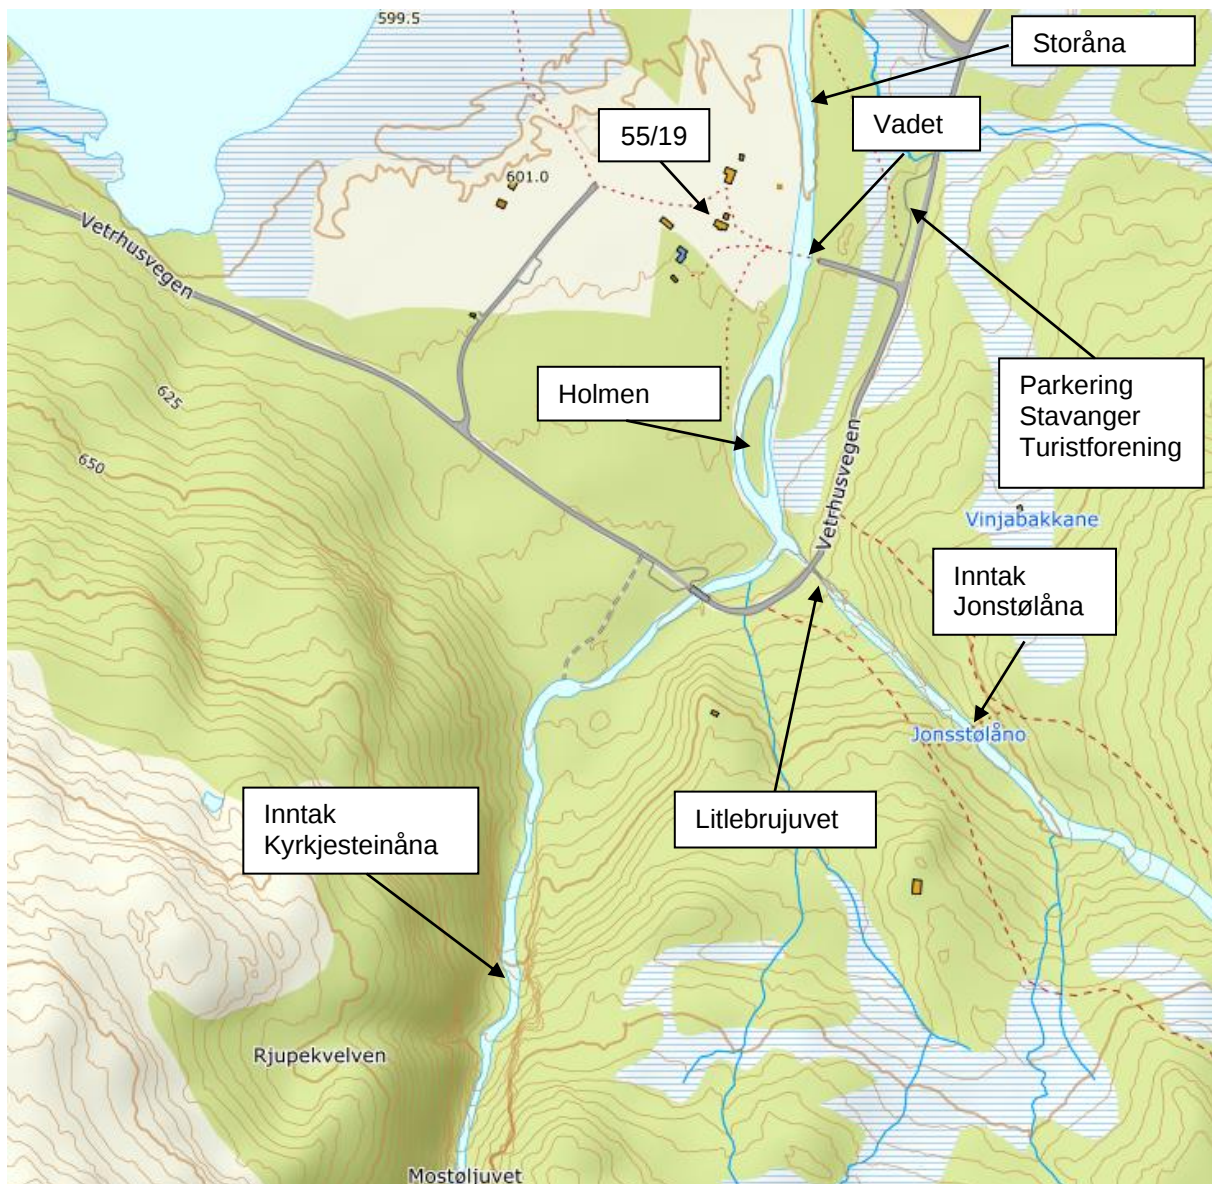 599.5
Storåna
Vadet
55/19
601.0
Vetrhusvegen
Parkering
Stavanger
Turistforening
Holmen
625
650
Vetrhusvegen
Vinjabakkane
Inntak
Jonstølåna
Jonsstølåno
Inntak
Kyrkjesteinåna
Litlebrujuvet
Rjupekvelven
Mostøljuvet